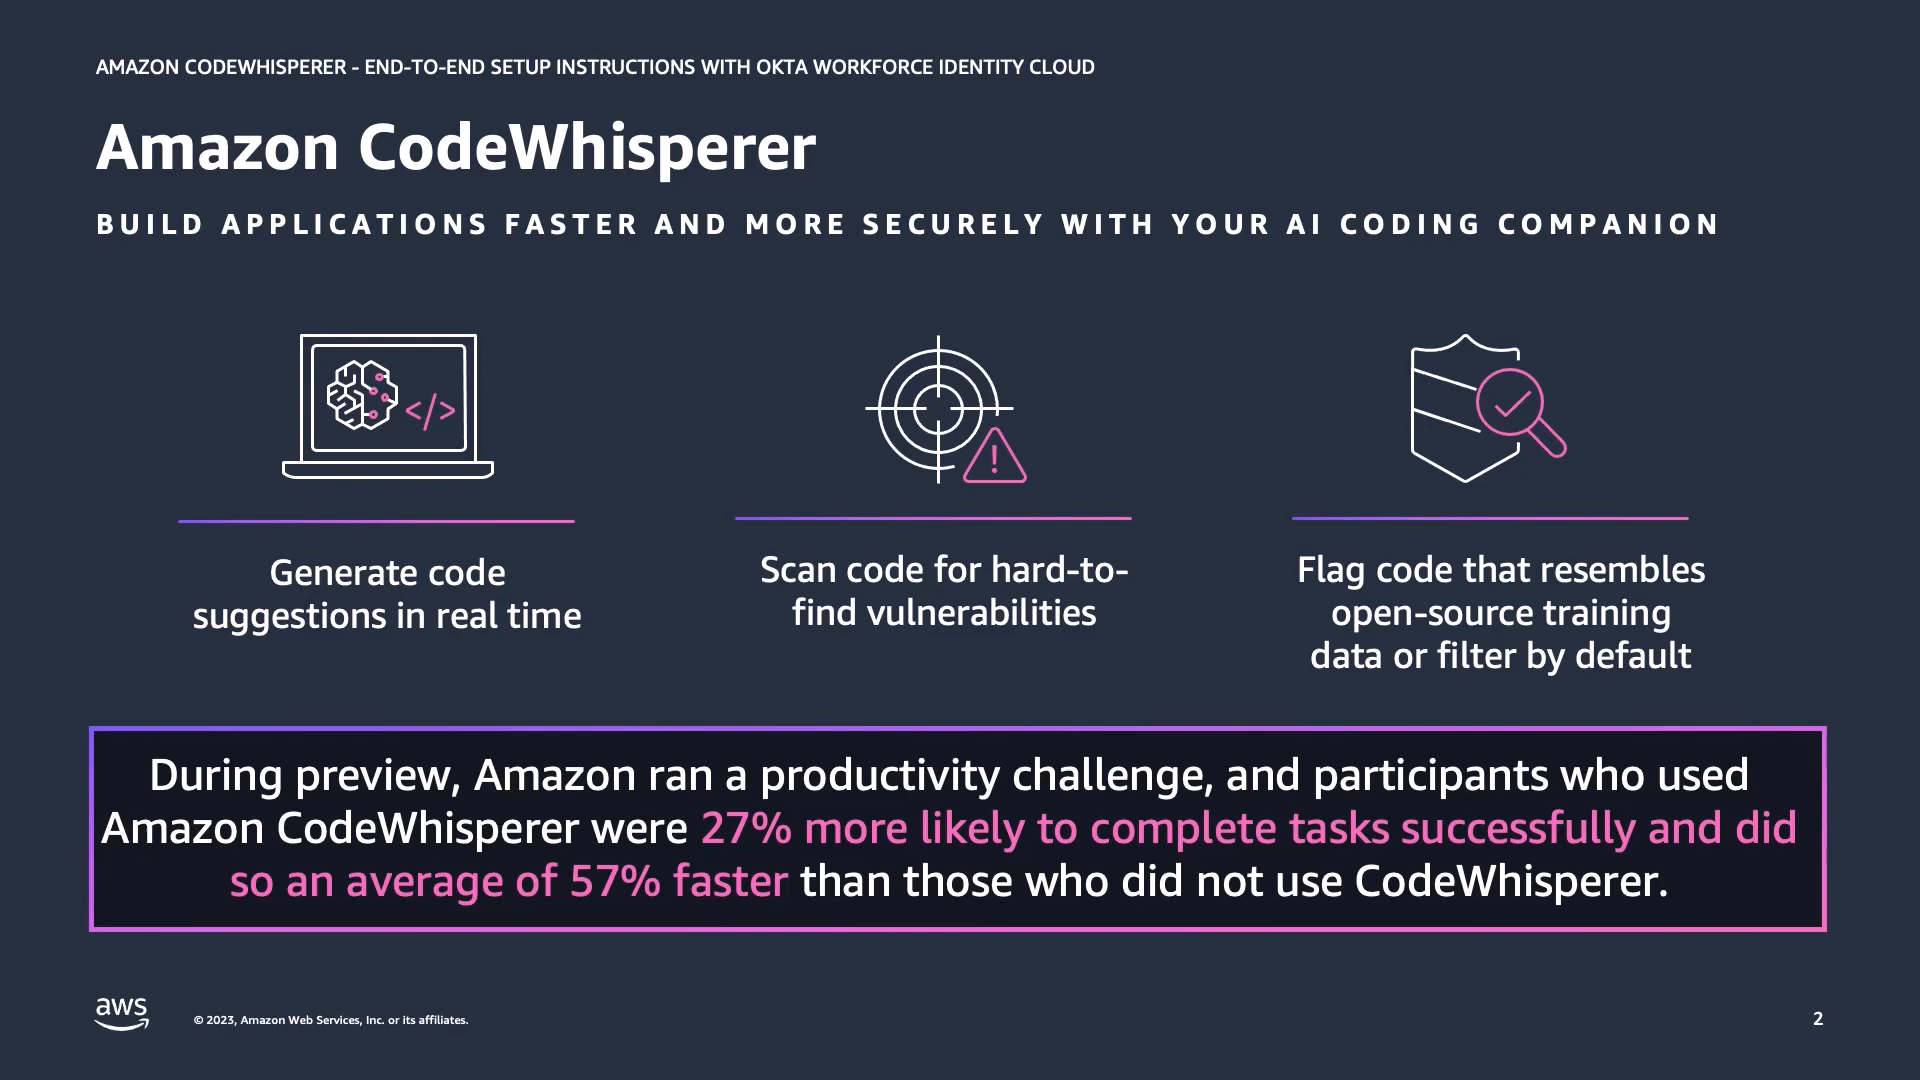 AMAZON CODEWHISPERER - END-TO-END SETUP INSTRUCTIONS WITH OKTA WORKFORCE IDENTITY CLOUD
Amazon CodeWhisperer
BUILD APPLICATIONS FASTER AND MORE SECURELY WITH YOUR AI CODING COMPANION
</>
!
Generate code
suggestions in real time
Scan code for hard-to-
find vulnerabilities
Flag code that resembles
open-source training
data or filter by default
During preview, Amazon ran a productivity challenge, and participants who used
Amazon CodeWhisperer were 27% more likely to complete tasks successfully and did
so an average of 57% faster than those who did not use CodeWhisperer.
aws
© 2023, Amazon Web Services, Inc. or its affiliates.
2